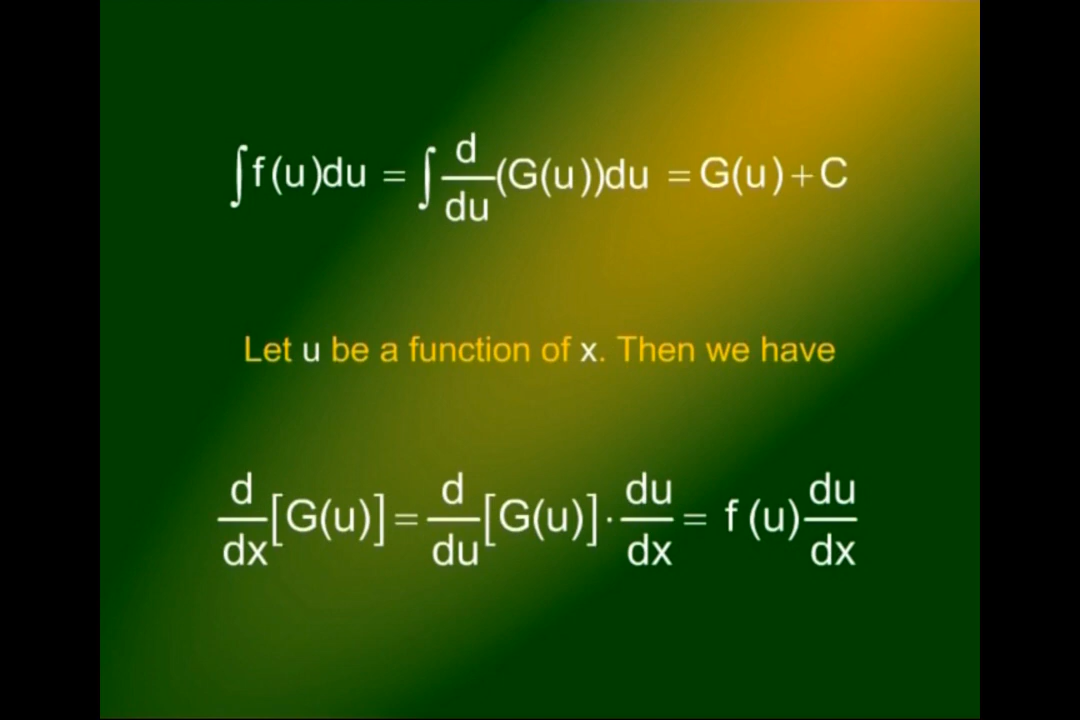 ∫f(u)du = ∫d/du(G(u))du = G(u)+C
Let u be a function of x. Then we have
d/dx[G(u)] = d/du[G(u)]·du/dx = f(u)du/dx